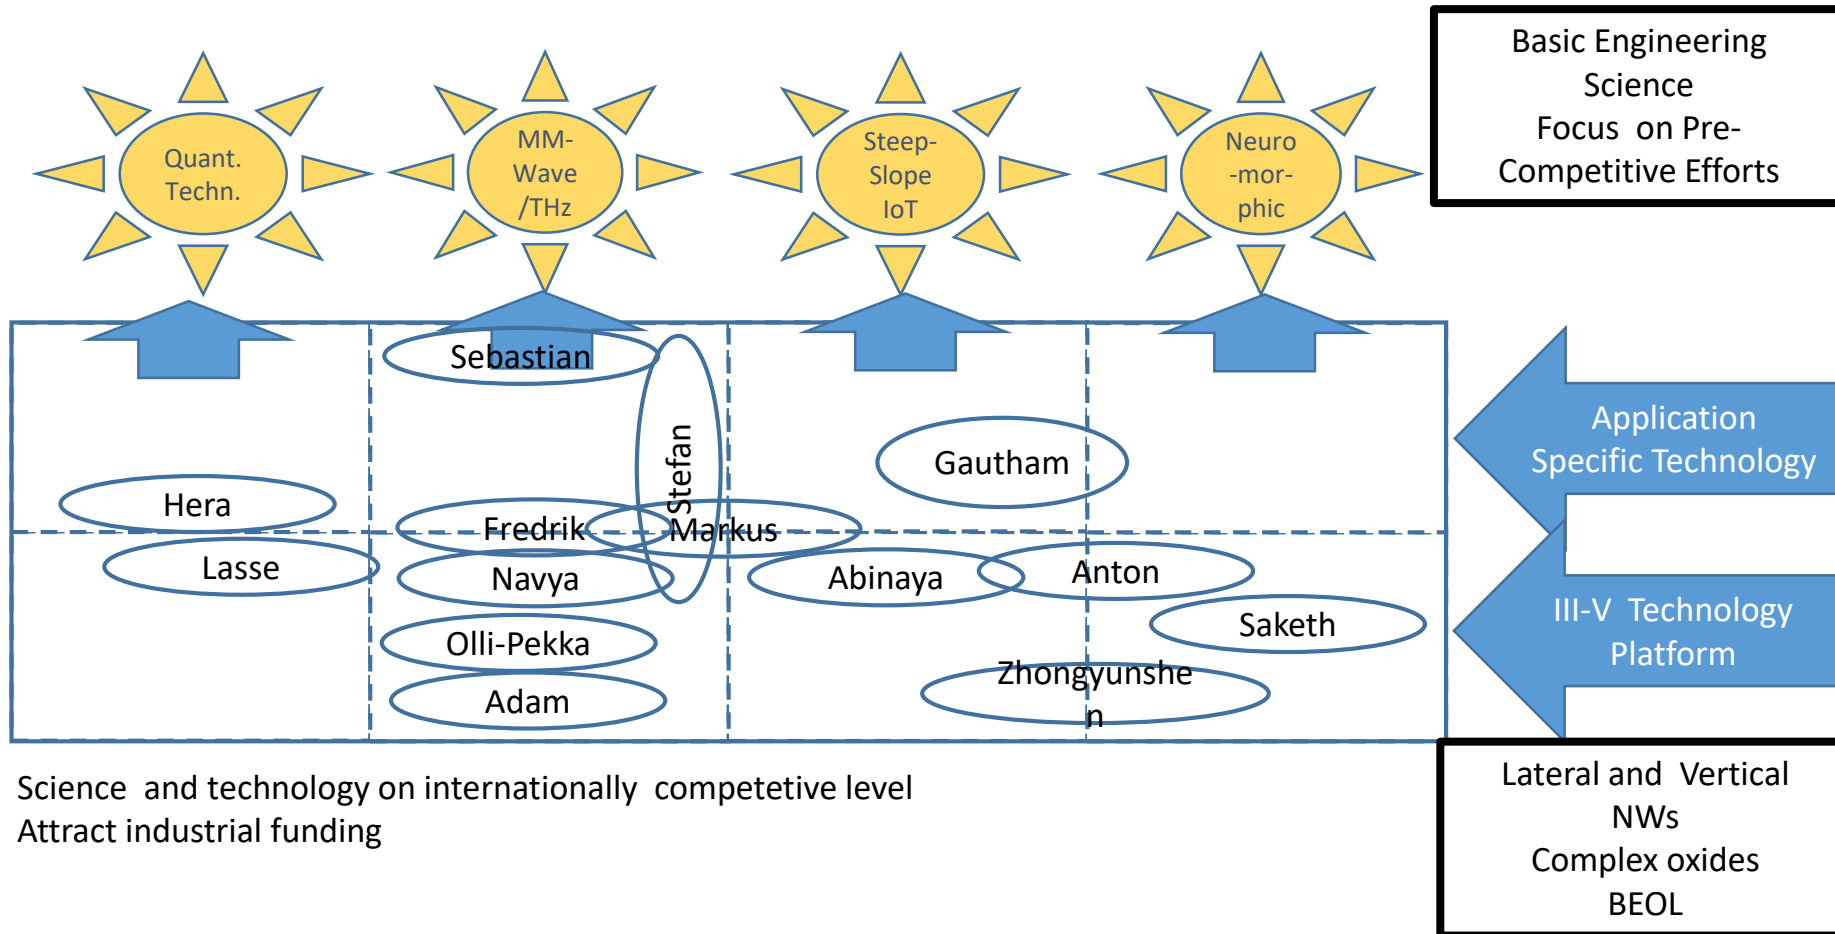 Quant.
Techn.
MM-
Wave
/THz
Steep-
Slope
IoT
Neuro
-mor-
phic
Basic Engineering
Science
Focus on Pre-
Competitive Efforts
Sebastian
Stefan
Gautham
Hera
Fredrik
Markus
Lasse
Navya
Abinaya
Anton
Olli-Pekka
Saketh
Adam
Zhongyunshe
n
Application
Specific Technology
III-V Technology
Platform
Science and technology on internationally competetive level
Attract industrial funding
Lateral and Vertical
NWs
Complex oxides
BEOL